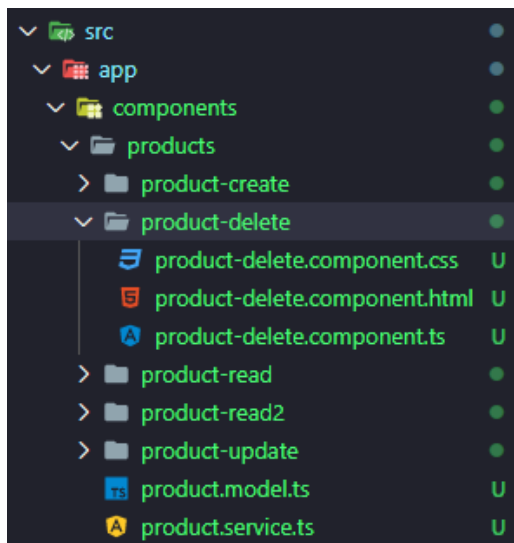 src
app
components
products
product-create
product-delete
product-delete.component.css U
product-delete.component.html U
product-delete.component.ts U
product-read
product-read2
product-update
TS product.model.ts U
product.service.ts U